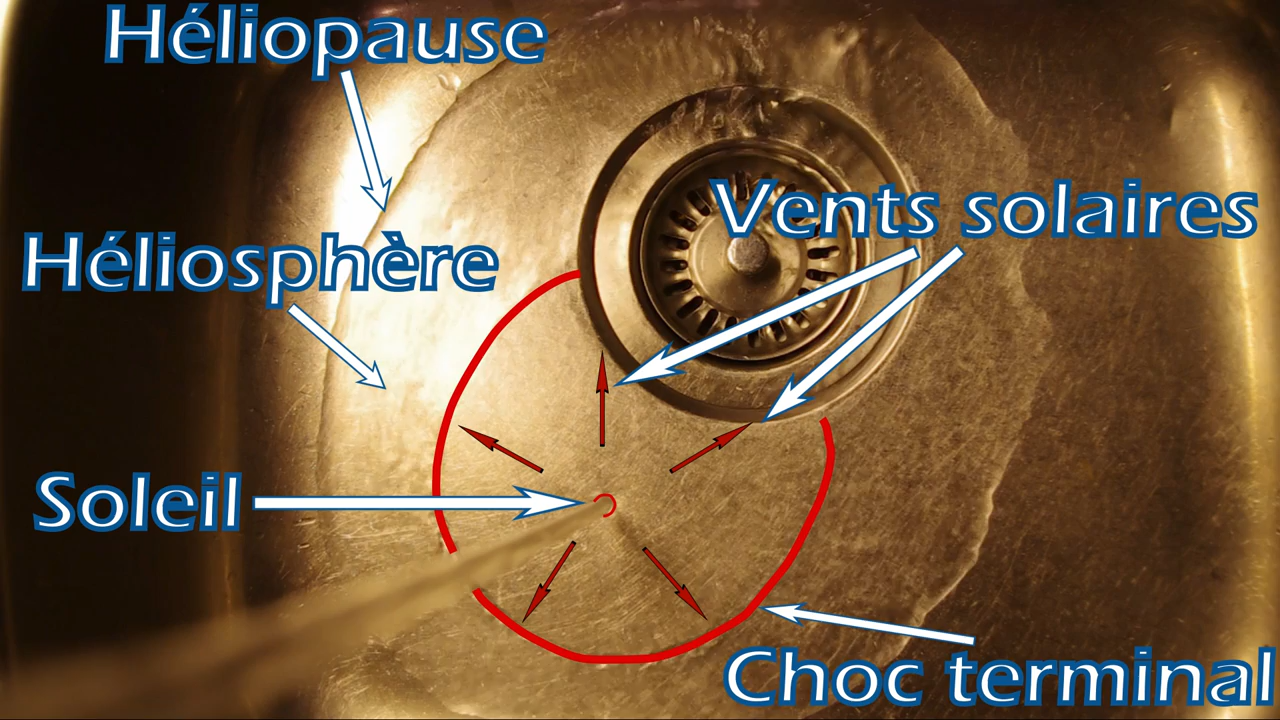 Héliopause
Vents solaires
Héliosphère
Soleil
Choc terminal